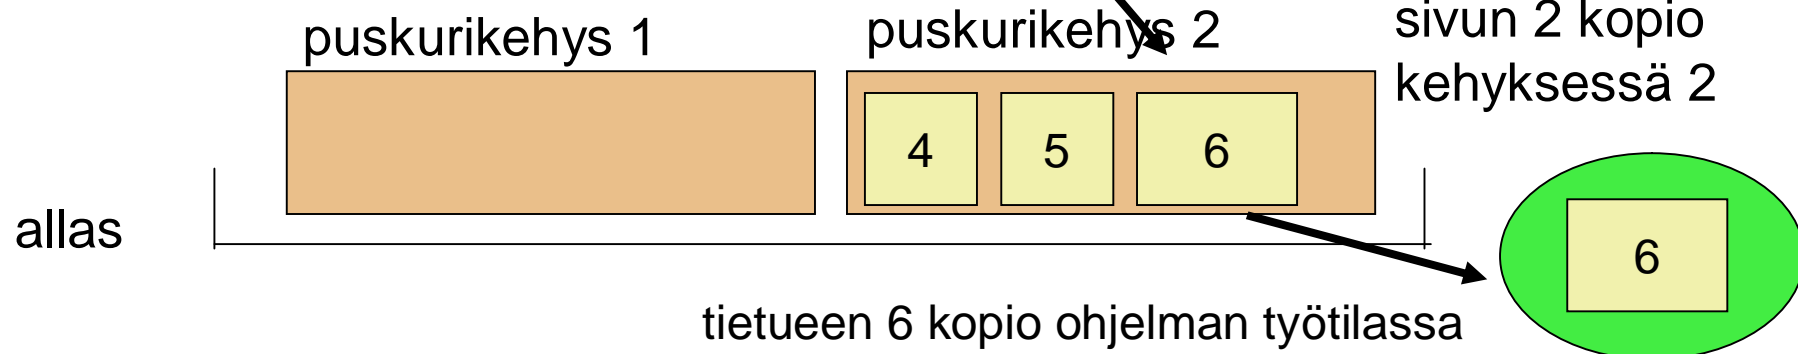 puskurikehys 1
puskurikehys 2
sivun 2 kopio
kehyksessä 2
4
5
6
allas
6
tietueen 6 kopio ohjelman työtilassa